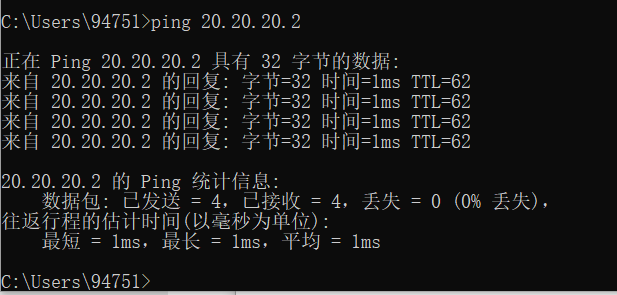 C:\Users\94751>ping 20.20.20.2
正在 Ping 20.20.20.2 具有 32 字节的数据:
来自 20.20.20.2 的回复: 字节=32 时间=1ms TTL=62
来自 20.20.20.2 的回复: 字节=32 时间=1ms TTL=62
来自 20.20.20.2 的回复: 字节=32 时间=1ms TTL=62
来自 20.20.20.2 的回复: 字节=32 时间=1ms TTL=62
20.20.20.2 的 Ping 统计信息:
数据包: 已发送 = 4，已接收 = 4，丢失 = 0 (0% 丢失)，
往返行程的估计时间(以毫秒为单位):
最短 = 1ms，最长 = 1ms，平均 = 1ms
C:\Users\94751>